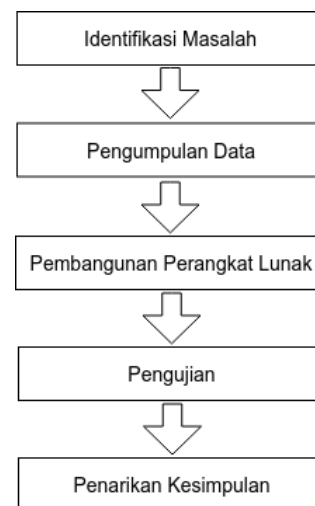 Identifikasi Masalah
Pengumpulan Data
Pembangunan Perangkat Lunak
Pengujian
Penarikan Kesimpulan